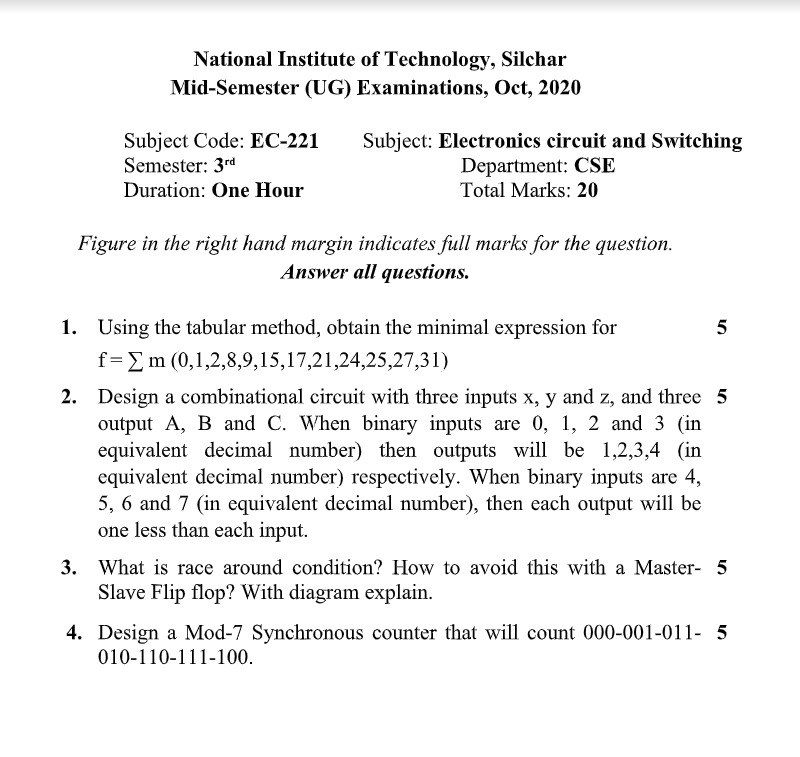 National Institute of Technology, Silchar
Mid-Semester (UG) Examinations, Oct, 2020
Subject Code: EC-221 Subject: Electronics circuit and Switching
Semester: 3rd Department: CSE
Duration: One Hour Total Marks: 20
Figure in the right hand margin indicates full marks for the question.
Answer all questions.
1. Using the tabular method, obtain the minimal expression for 5
f= ∑ m (0,1,2,8,9,15,17,21,24,25,27,31)
2. Design a combinational circuit with three inputs x, y and z, and three 5
output A, B and C. When binary inputs are 0, 1, 2 and 3 (in
equivalent decimal number) then outputs will be 1,2,3,4 (in
equivalent decimal number) respectively. When binary inputs are 4,
5, 6 and 7 (in equivalent decimal number), then each output will be
one less than each input.
3. What is race around condition? How to avoid this with a Master- 5
Slave Flip flop? With diagram explain.
4. Design a Mod-7 Synchronous counter that will count 000-001-011- 5
010-110-111-100.